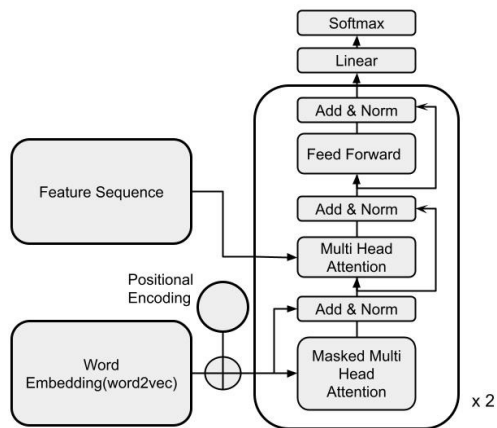 Softmax
Linear
Add & Norm
Feed Forward
Add & Norm
Feature Sequence
Multi Head
Attention
Positional
Encoding
Add & Norm
Word
Embedding(word2vec)
Masked Multi
Head
Attention
x 2